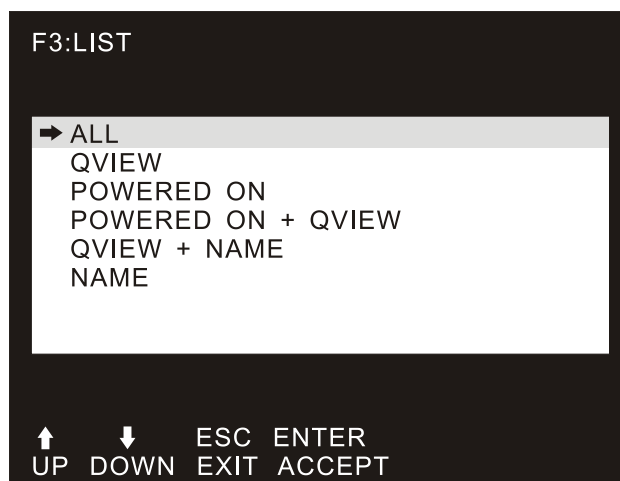 F3:LIST
➡ ALL
QVIEW
POWERED ON
POWERED ON + QVIEW
QVIEW + NAME
NAME
⬆ ⬇ ESC ENTER
UP DOWN EXIT ACCEPT